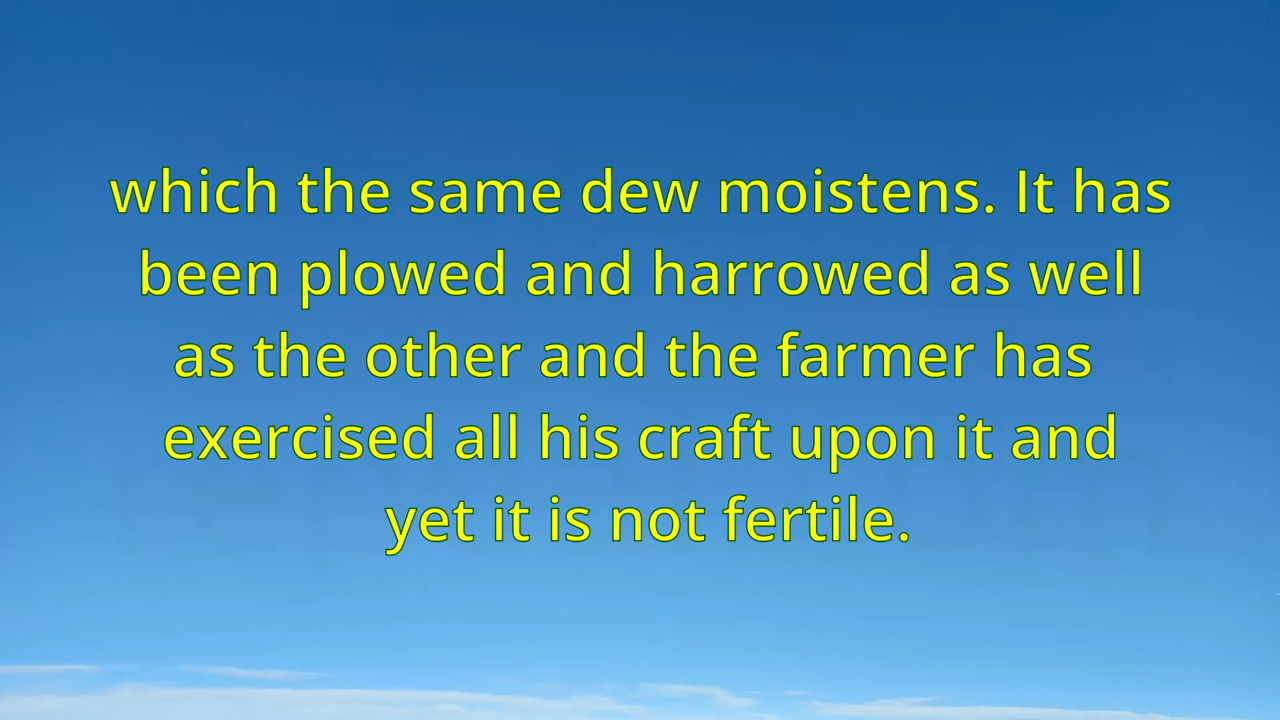 which the same dew moistens. It has
been plowed and harrowed as well
as the other and the farmer has
exercised all his craft upon it and
yet it is not fertile.